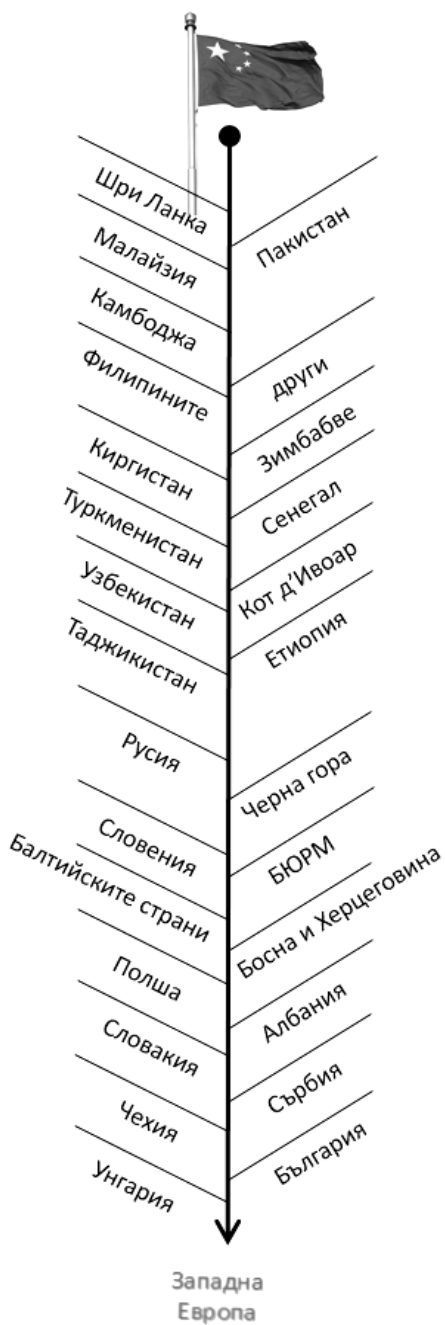 Шри Ланка
Малайзия
Камбоджа
Филипините
Киргистан
Туркменистан
Узбекистан
Таджикистан
Русия
Словения
Балтийските страни
Полша
Словакия
Чехия
Унгария
Пакистан
други
Зимбабве
Сенегал
Кот д'Ивоар
Етиопия
Черна гора
БЮРМ
Босна и Херцеговина
Албания
Сърбия
България
Западна
Европа